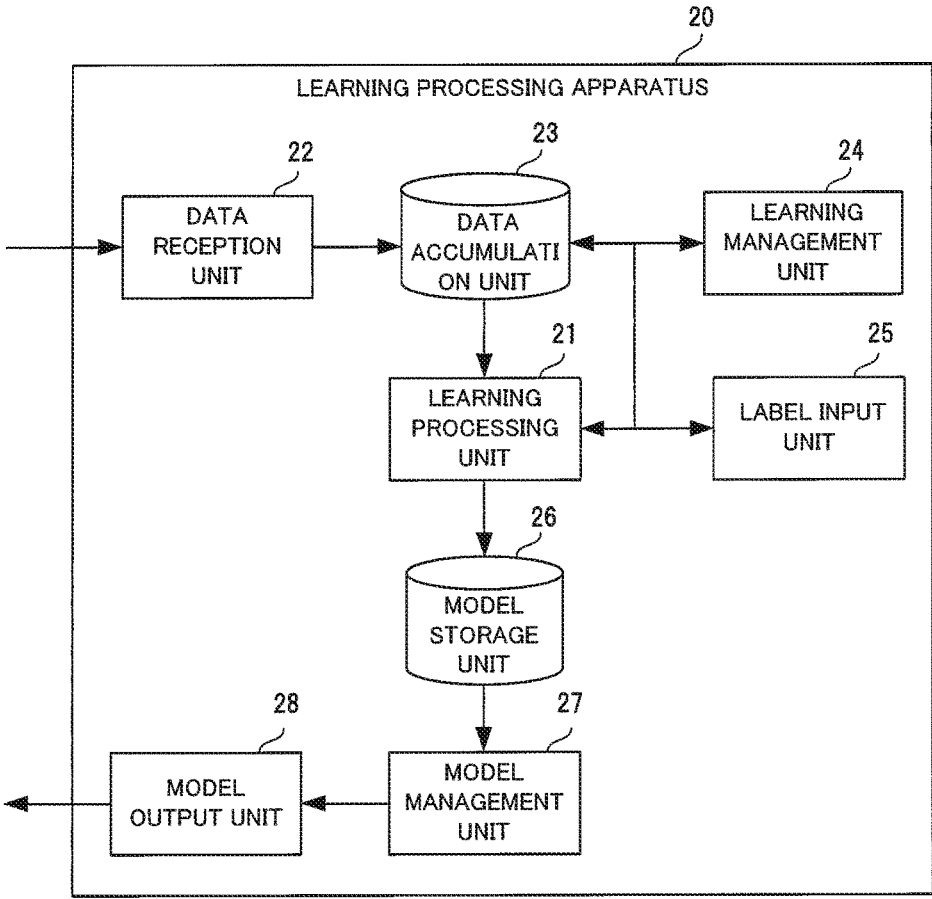 20
LEARNING PROCESSING APPARATUS
22
DATA
RECEPTION
UNIT
23
DATA
ACCUMULATI
ON UNIT
24
LEARNING
MANAGEMENT
UNIT
21
LEARNING
PROCESSING
UNIT
25
LABEL INPUT
UNIT
26
MODEL
STORAGE
UNIT
28
MODEL
OUTPUT UNIT
27
MODEL
MANAGEMENT
UNIT